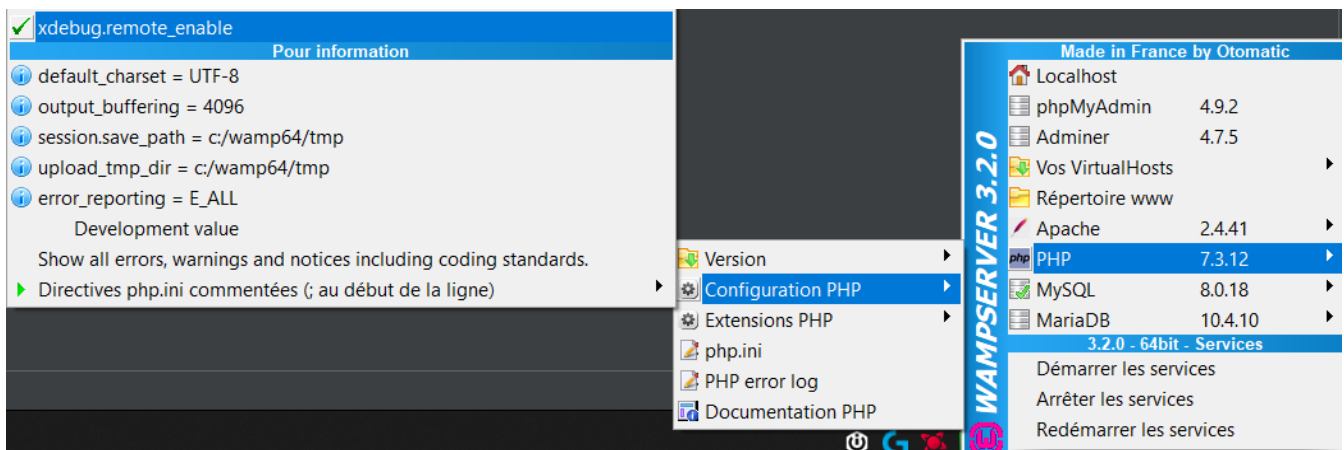 xdebug.remote_enable
Pour information
default_charset = UTF-8
output_buffering = 4096
session.save_path = c:/wamp64/tmp
upload_tmp_dir = c:/wamp64/tmp
error_reporting = E_ALL
Development value
Show all errors, warnings and notices including coding standards.
Directives php.ini commentées (; au début de la ligne)
Version
Configuration PHP
Extensions PHP
php.ini
PHP error log
Documentation PHP
WAMPSERVER 3.2.0
Made in France by Otomatic
Localhost
phpMyAdmin 4.9.2
Adminer 4.7.5
Vos VirtualHosts
Répertoire www
Apache 2.4.41
php PHP 7.3.12
MySQL 8.0.18
MariaDB 10.4.10
3.2.0 - 64bit - Services
Démarrer les services
Arrêter les services
Redémarrer les services